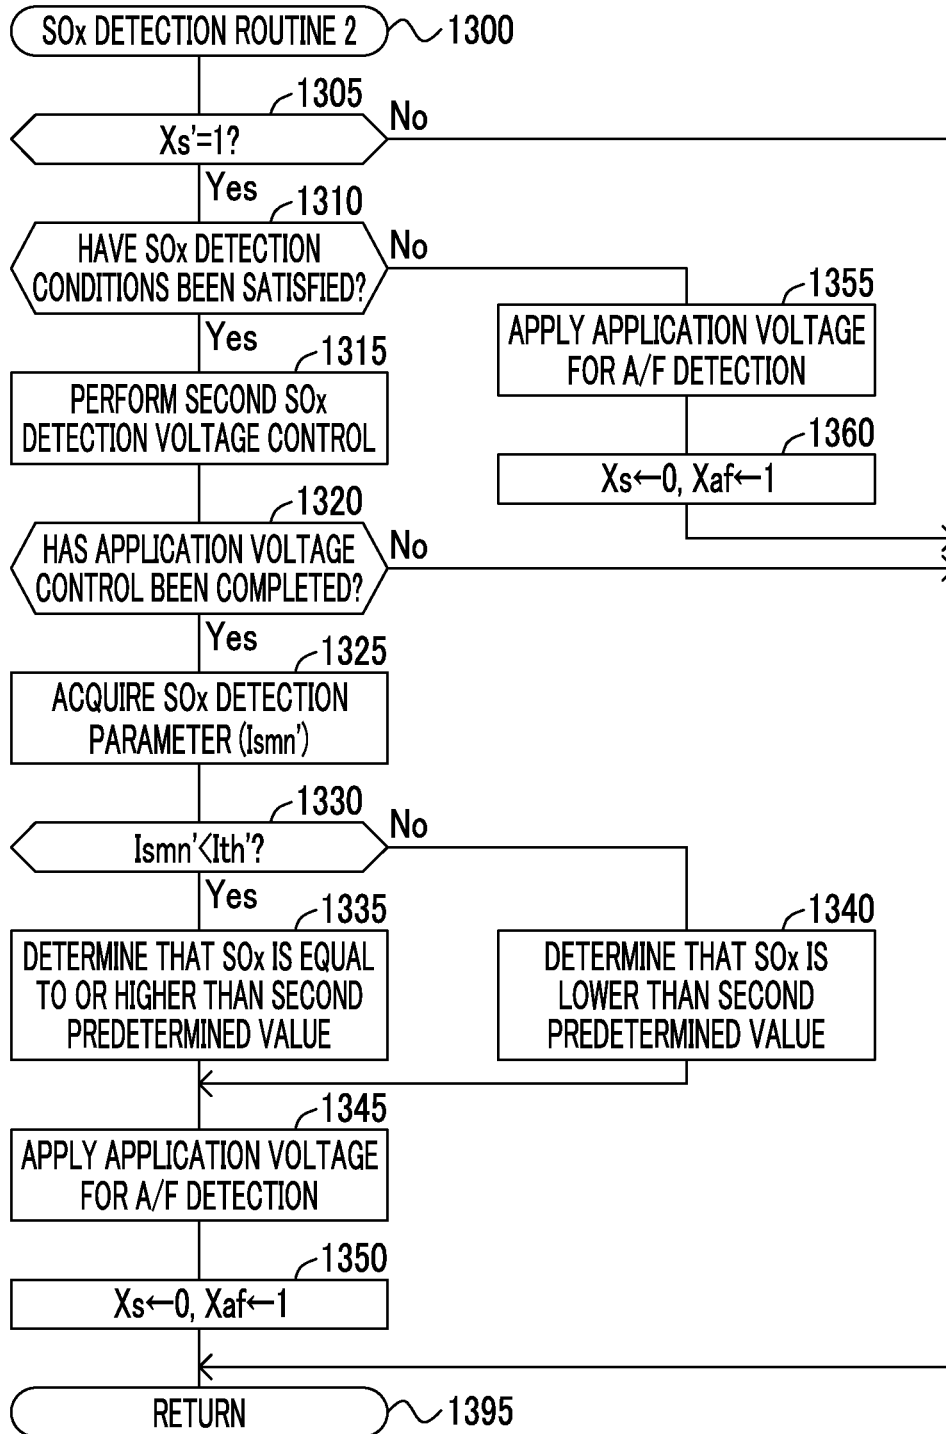 SOx DETECTION ROUTINE 2
1300
1305
Xs'=1?
No
Yes
1310
HAVE SOx DETECTION
CONDITIONS BEEN SATISFIED?
No
Yes
1355
APPLY APPLICATION VOLTAGE
FOR A/F DETECTION
1315
PERFORM SECOND SOx
DETECTION VOLTAGE CONTROL
1360
Xs←0, Xaf←1
1320
HAS APPLICATION VOLTAGE
CONTROL BEEN COMPLETED?
No
Yes
1325
ACQUIRE SOx DETECTION
PARAMETER (Ismn')
1330
Ismn'<Ith'?
No
Yes
1335
DETERMINE THAT SOx IS EQUAL
TO OR HIGHER THAN SECOND
PREDETERMINED VALUE
1340
DETERMINE THAT SOx IS
LOWER THAN SECOND
PREDETERMINED VALUE
1345
APPLY APPLICATION VOLTAGE
FOR A/F DETECTION
1350
Xs←0, Xaf←1
RETURN
1395